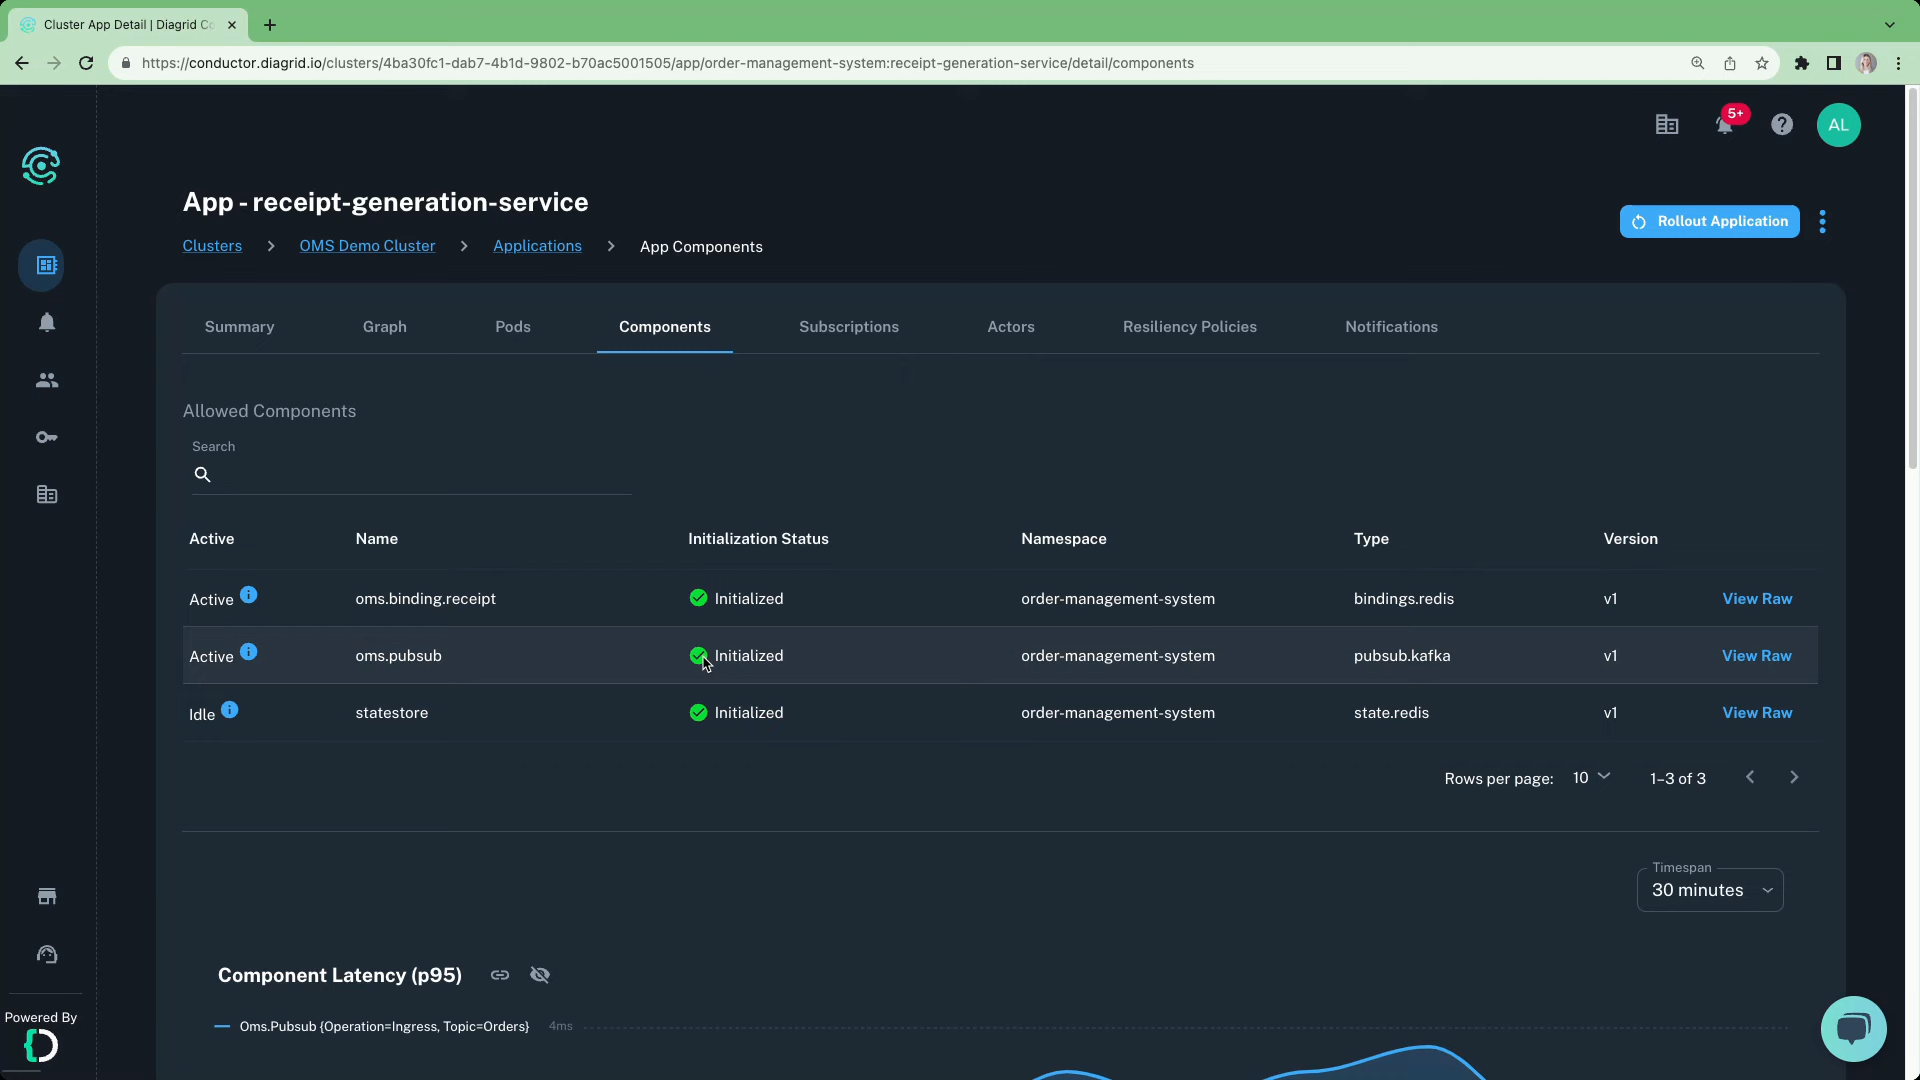 Cluster App Detail | Diagrid Co
https://conductor.diagrid.io/clusters/4ba30fc1-dab7-4b1d-9802-b70ac5001505/app/order-management-system:receipt-generation-service/detail/components
5+
AL
App - receipt-generation-service
Rollout Application
Clusters > OMS Demo Cluster > Applications > App Components
Summary Graph Pods Components Subscriptions Actors Resiliency Policies Notifications
Allowed Components
Search
Active Name Initialization Status Namespace Type Version
Active oms.binding.receipt Initialized order-management-system bindings.redis v1 View Raw
Active oms.pubsub Initialized order-management-system pubsub.kafka v1 View Raw
Idle statestore Initialized order-management-system state.redis v1 View Raw
Rows per page: 10 1–3 of 3
Timespan
30 minutes
Component Latency (p95)
Oms.Pubsub {Operation=Ingress, Topic=Orders} 4ms
Powered By